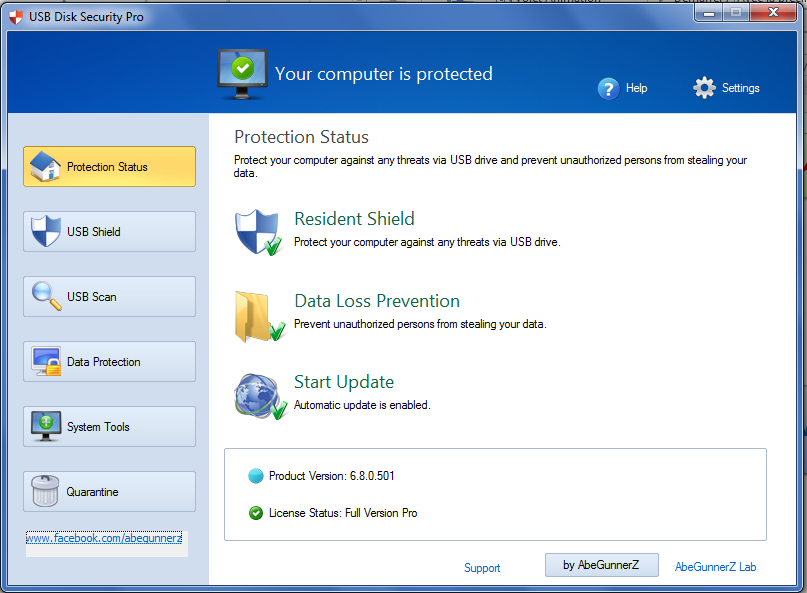 USB Disk Security Pro
Your computer is protected
Help
Settings
Protection Status
USB Shield
USB Scan
Data Protection
System Tools
Quarantine
www.facebook.com/abegunnerz
Protection Status
Protect your computer against any threats via USB drive and prevent unauthorized persons from stealing your
data.
Resident Shield
Protect your computer against any threats via USB drive.
Data Loss Prevention
Prevent unauthorized persons from stealing your data.
Start Update
Automatic update is enabled.
Product Version: 6.8.0.501
License Status: Full Version Pro
Support
by AbeGunnerZ
AbeGunnerZ Lab